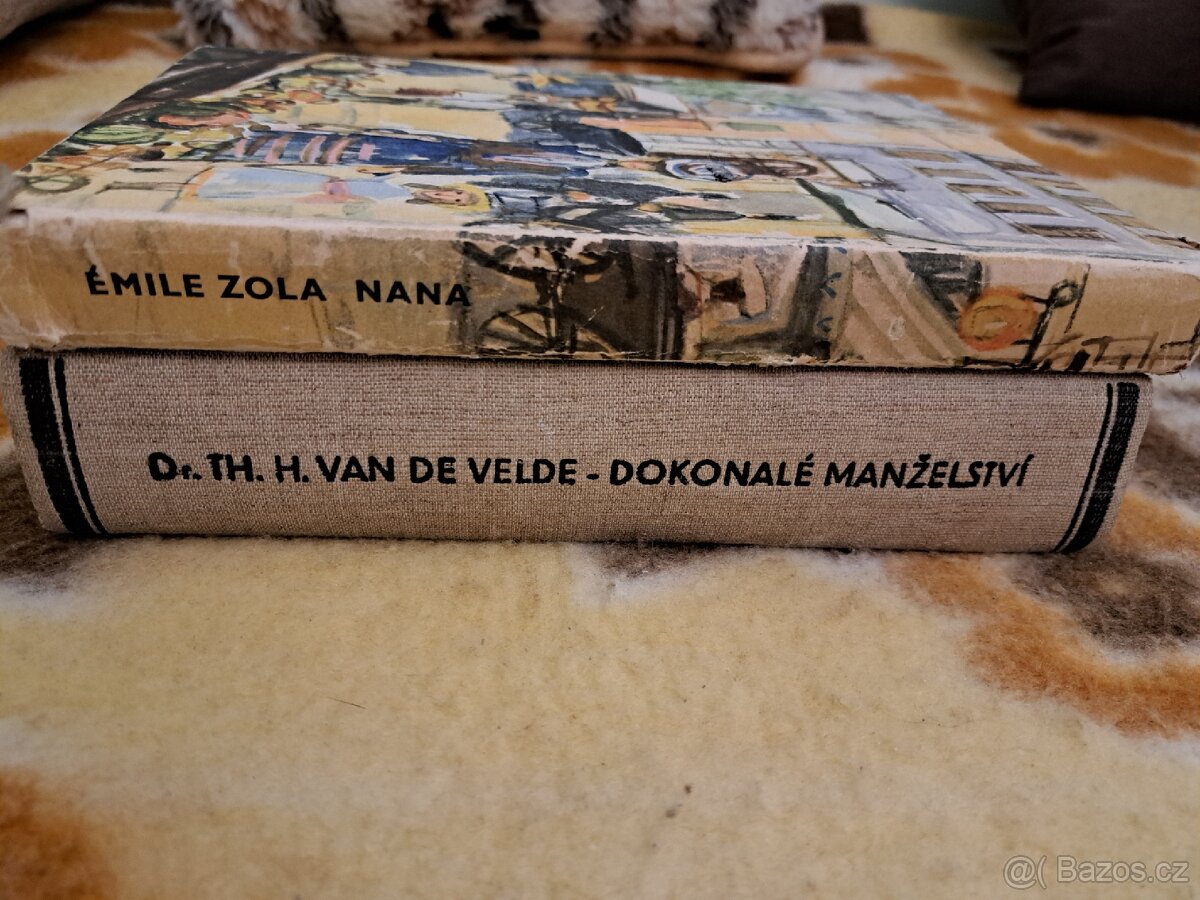 ÉMILE ZOLA NANA
Dr. TH. H. VAN DE VELDE - DOKONALÉ MANŽELSTVÍ
@( Bazos.cz